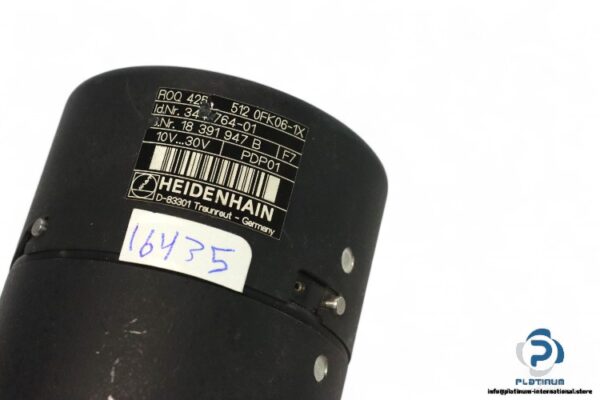 ROQ 425 512 0FK06-1X
Id.Nr. 34 764-01
S.Nr. 18 391 947 B F7
10V...30V PDP01
HEIDENHAIN
D-83301 Traunreut - Germany
16435
PLATINUM
info@platinum-international.store